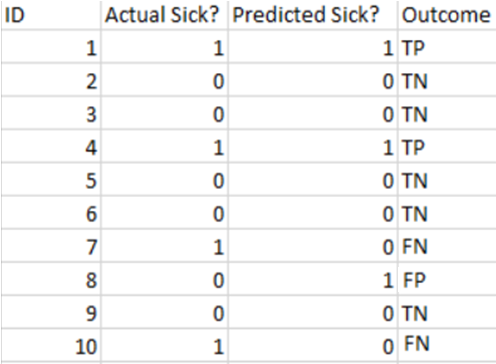 ID Actual Sick? Predicted Sick? Outcome
1 1 1 TP
2 0 0 TN
3 0 0 TN
4 1 1 TP
5 0 0 TN
6 0 0 TN
7 1 0 FN
8 0 1 FP
9 0 0 TN
10 1 0 FN